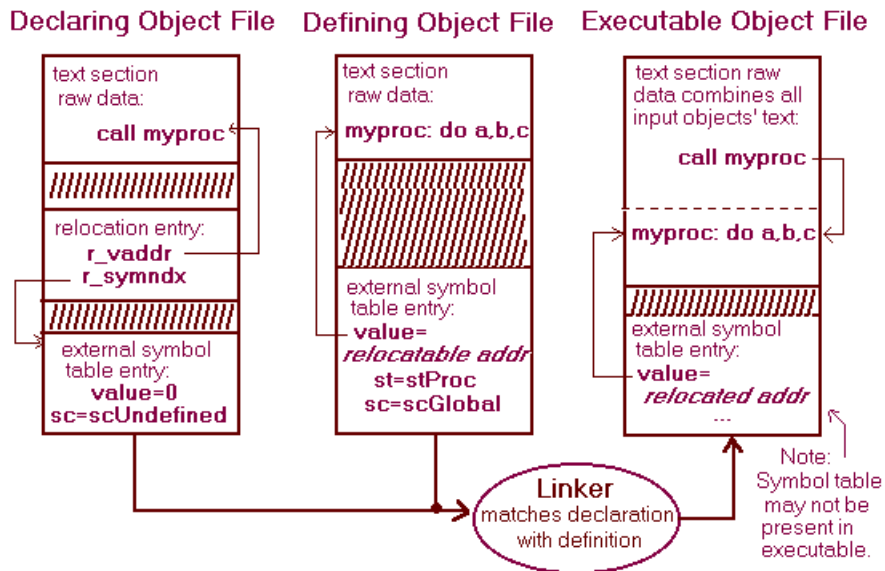 Declaring Object File
text section
raw data:
call myproc
relocation entry:
r_vaddr
r_symndx
external symbol
table entry:
value=0
sc=scUndefined
Defining Object File
text section
raw data:
myproc: do a,b,c
external symbol
table entry:
value=
relocatable addr
st=stProc
sc=scGlobal
Executable Object File
text section raw
data combines all
input objects' text:
call myproc
myproc: do a,b,c
external symbol
table entry:
value=
relocated addr
...
Note:
Symbol table
may not be
present in
executable.
Linker
matches declaration
with definition